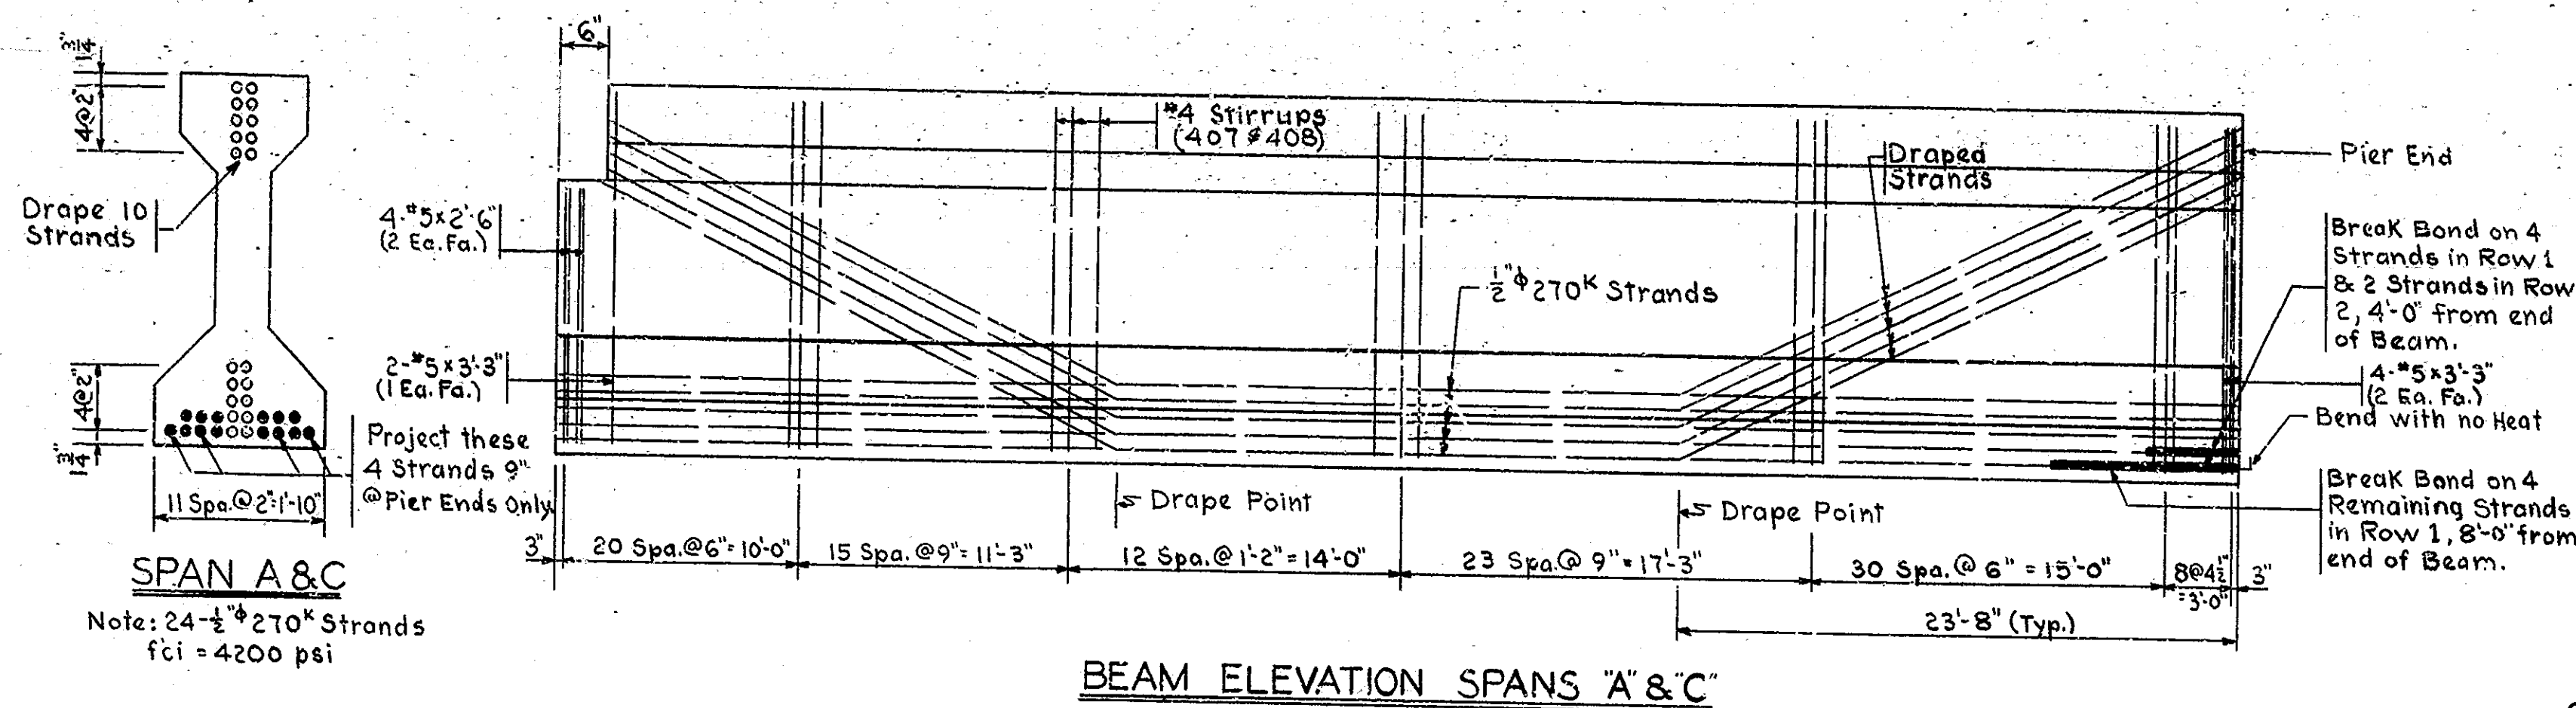 1¾"
4@2"
Drape 10
Strands
4@2"
1¾"
Project these
4 Strands 9"
@ Pier Ends Only.
11 Spa.@2"=1'-10"
SPAN A & C
Note: 24-½"ϕ 270ᴷ Strands
f'ci = 4200 psi
6"
#4 Stirrups
(407 & 408)
4-#5x2'-6"
(2 Ea. Fa.)
2-#5x3'-3"
(1 Ea. Fa.)
½"ϕ 270ᴷ Strands
Draped
Strands
Pier End
Break Bond on 4
Strands in Row 1
& 2 Strands in Row
2, 4'-0" from end
of Beam.
4-#5x3'-3"
(2 Ea. Fa.)
Bend with no Heat
Break Bond on 4
Remaining Strands
in Row 1, 8'-0" from
end of Beam.
Drape Point
Drape Point
3"
20 Spa.@6"=10'-0"
15 Spa.@9"=11'-3"
12 Spa.@1'-2"=14'-0"
23 Spa.@ 9"=17'-3"
30 Spa.@ 6"=15'-0"
8@4½"
=3'-0"
3"
23'-8" (Typ.)
BEAM ELEVATION SPANS "A" & "C"